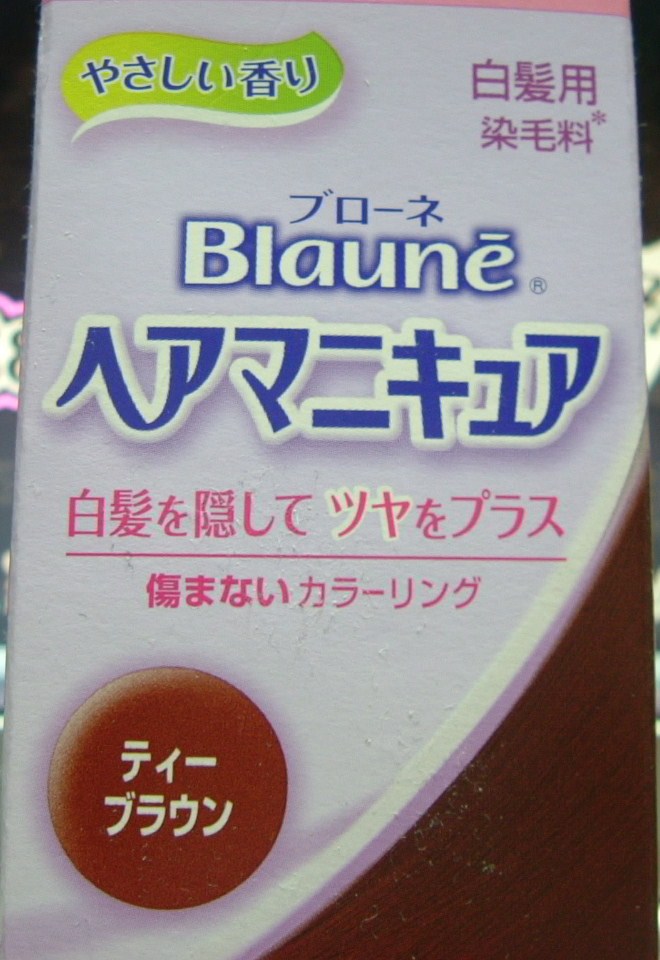 やさしい香り
白髪用
染毛料*
ブローネ
Blaunē®
ヘアマニキュア
白髪を隠して ツヤをプラス
傷まないカラーリング
ティー
ブラウン